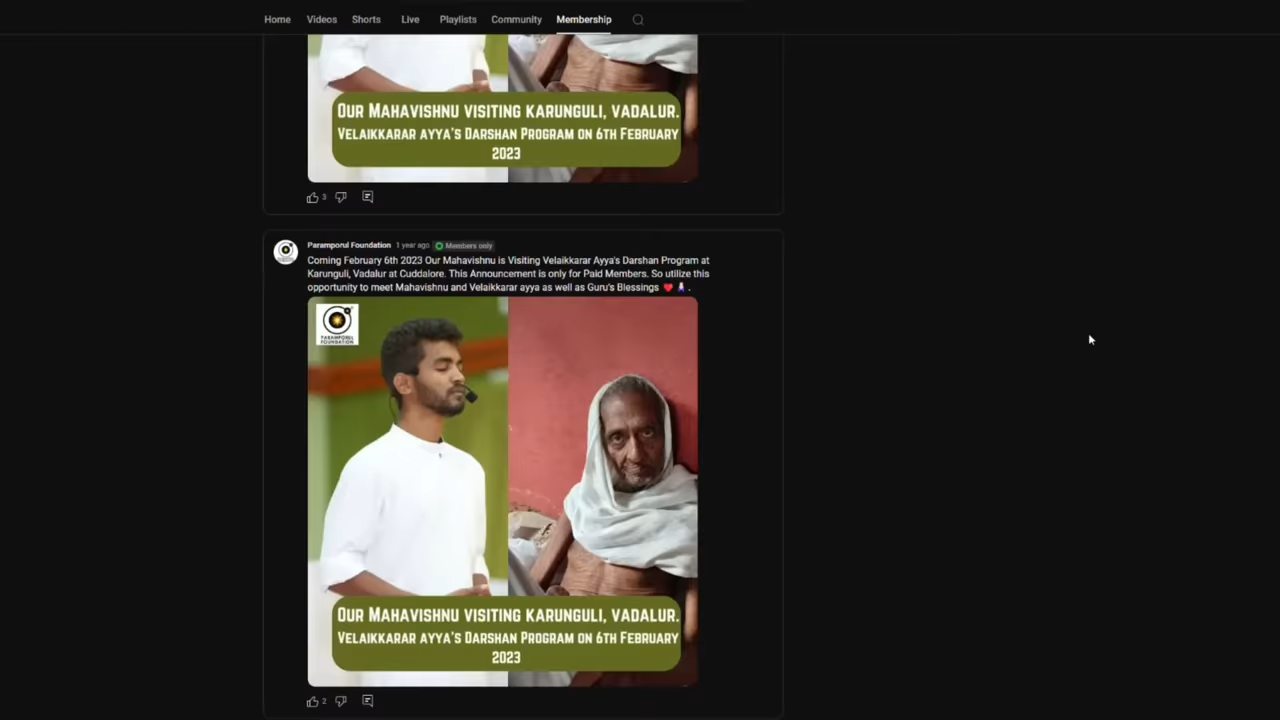 Home Videos Shorts Live Playlists Community Membership
OUR MAHAVISHNU VISITING KARUNGULI, VADALUR.
VELAIKKARAR AYYA'S DARSHAN PROGRAM ON 6TH FEBRUARY
2023
3
Paramporul Foundation 1 year ago Members only
Coming February 6th 2023 Our Mahavishnu is Visiting Velaikkarar Ayya's Darshan Program at
Karunguli, Vadalur at Cuddalore. This Announcement is only for Paid Members. So utilize this
opportunity to meet Mahavishnu and Velaikkarar ayya as well as Guru's Blessings ❤️ .
PARAMPORUL
FOUNDATION
OUR MAHAVISHNU VISITING KARUNGULI, VADALUR.
VELAIKKARAR AYYA'S DARSHAN PROGRAM ON 6TH FEBRUARY
2023
2